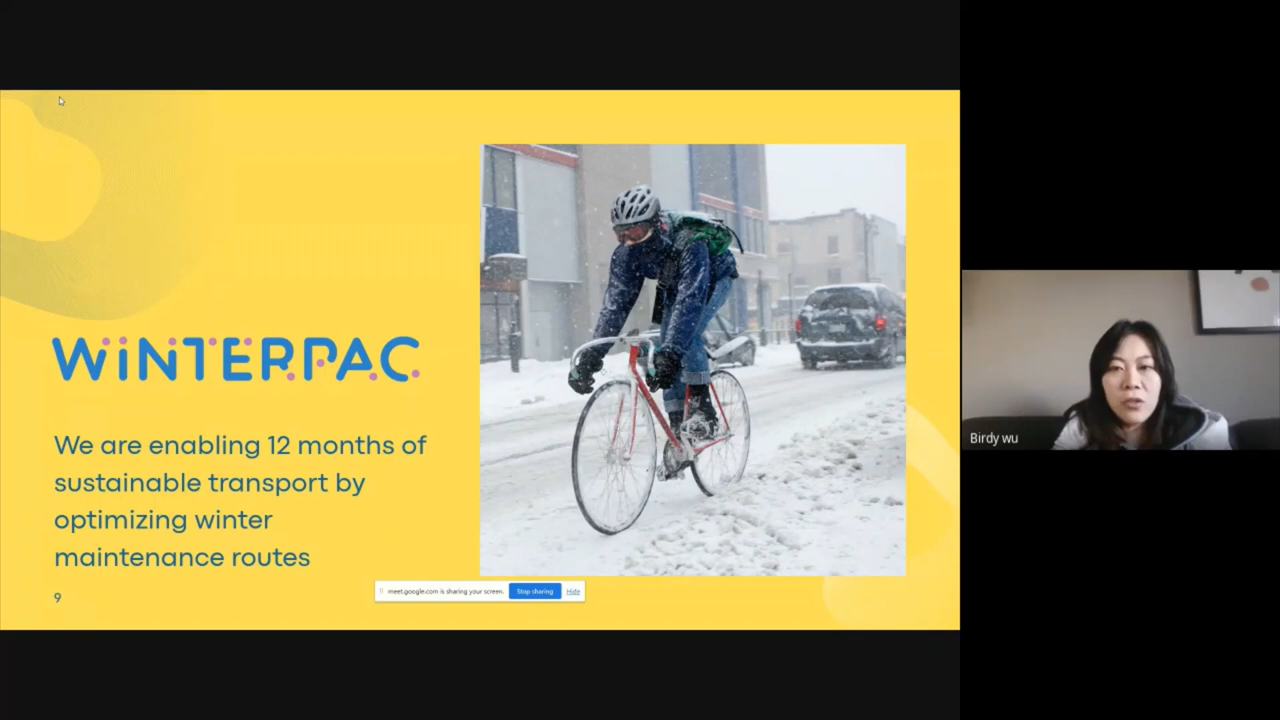 WiNTERPAC
We are enabling 12 months of
sustainable transport by
optimizing winter
maintenance routes
9
meet.google.com is sharing your screen.
Stop sharing
Hide
Birdy wu